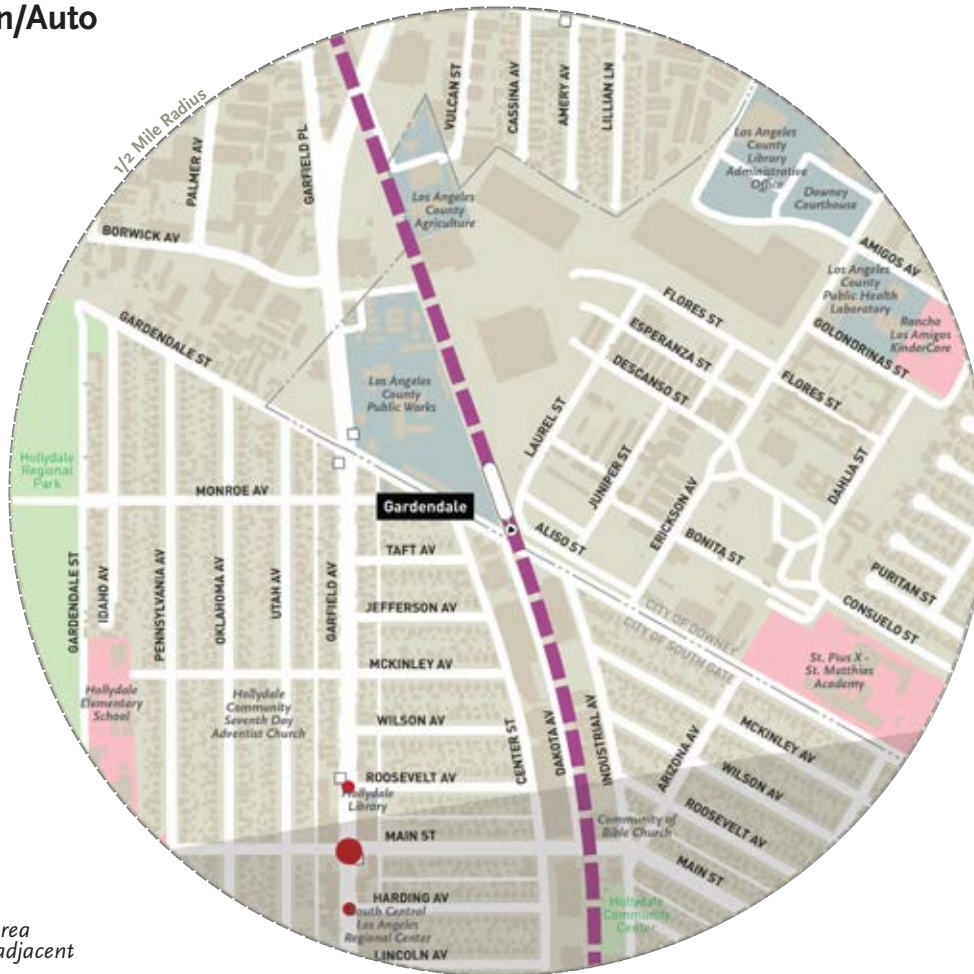 n/Auto
1/2 Mile Radius
PALMER AV
GARFIELD PL
VULCAN ST
CASSINA AV
AMERY AV
LILLIAN LN
Los Angeles
County
Library
Administrative
Office
Downey
Courthouse
Los Angeles
County
Agriculture
BORWICK AV
AMIGOS AV
Los Angeles
County
Public Health
Laboratory
Rancho
Los Amigos
KinderCare
GOLONDRINAS ST
FLORES ST
ESPERANZA ST
DESCANSO ST
FLORES ST
GARDENDALE ST
Los Angeles
County
Public Works
LAUREL ST
JUNIPER ST
DAHLIA ST
Hollydale
Regional
Park
MONROE AV
Gardendale
ERICKSON AV
ALISO ST
BONITA ST
TAFT AV
PURITAN ST
GARDENDALE ST
IDAHO AV
PENNSYLVANIA AV
OKLAHOMA AV
UTAH AV
GARFIELD AV
JEFFERSON AV
CITY OF DOWNEY
CITY OF SOUTH GATE
CONSUELO ST
MCKINLEY AV
St. Pius X -
St. Matthias
Academy
Hollydale
Elementary
School
Hollydale
Community
Seventh Day
Adventist Church
WILSON AV
CENTER ST
DAKOTA AV
INDUSTRIAL AV
ARIZONA AV
MCKINLEY AV
WILSON AV
ROOSEVELT AV
ROOSEVELT AV
Hollydale
Library
MAIN ST
Community of
Bible Church
MAIN ST
HARDING AV
South Central
Los Angeles
Regional Center
Hollydale
Community
Center
LINCOLN AV
rea
adjacent